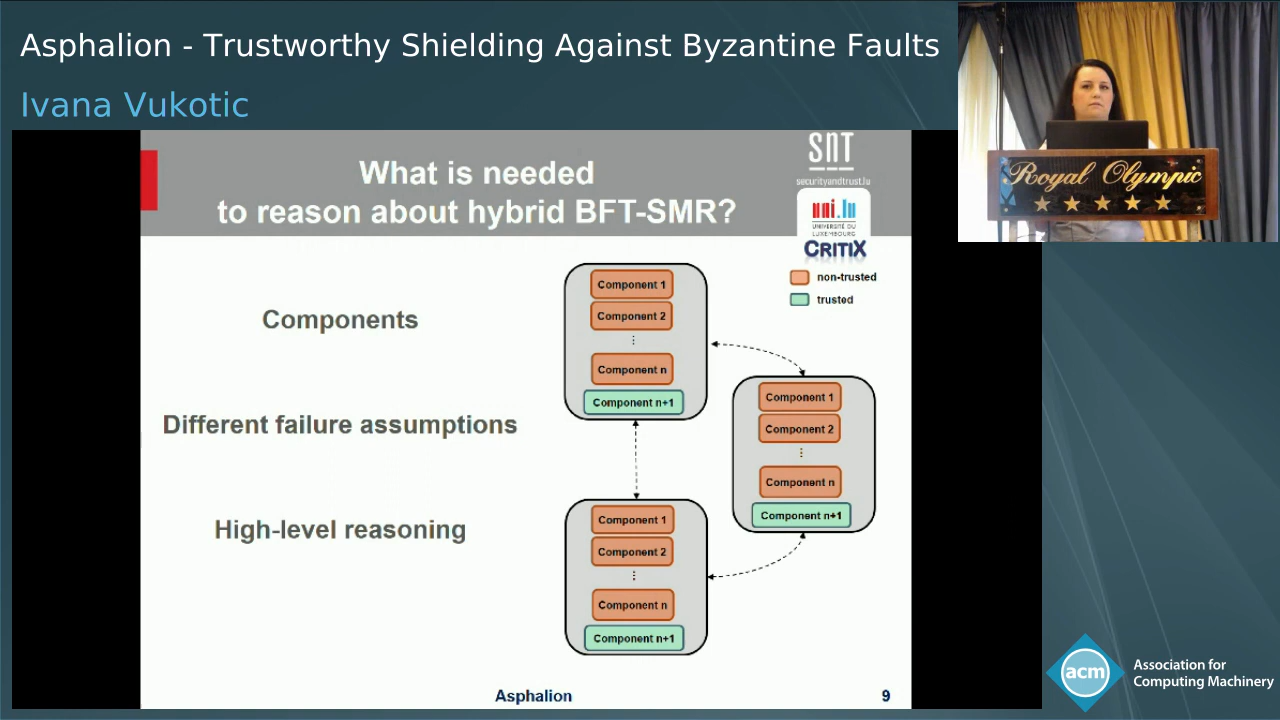 Asphalion - Trustworthy Shielding Against Byzantine Faults
Ivana Vukotic
What is needed
to reason about hybrid BFT-SMR?
SnT
securityandtrust.lu
uni.lu
UNIVERSITÉ DU
LUXEMBOURG
CRITIX
non-trusted
trusted
Components
Different failure assumptions
High-level reasoning
Component 1
Component 2
⋮
Component n
Component n+1
Component 1
Component 2
⋮
Component n
Component n+1
Component 1
Component 2
⋮
Component n
Component n+1
Asphalion
9
Royal Olympic
acm
Association for
Computing Machinery